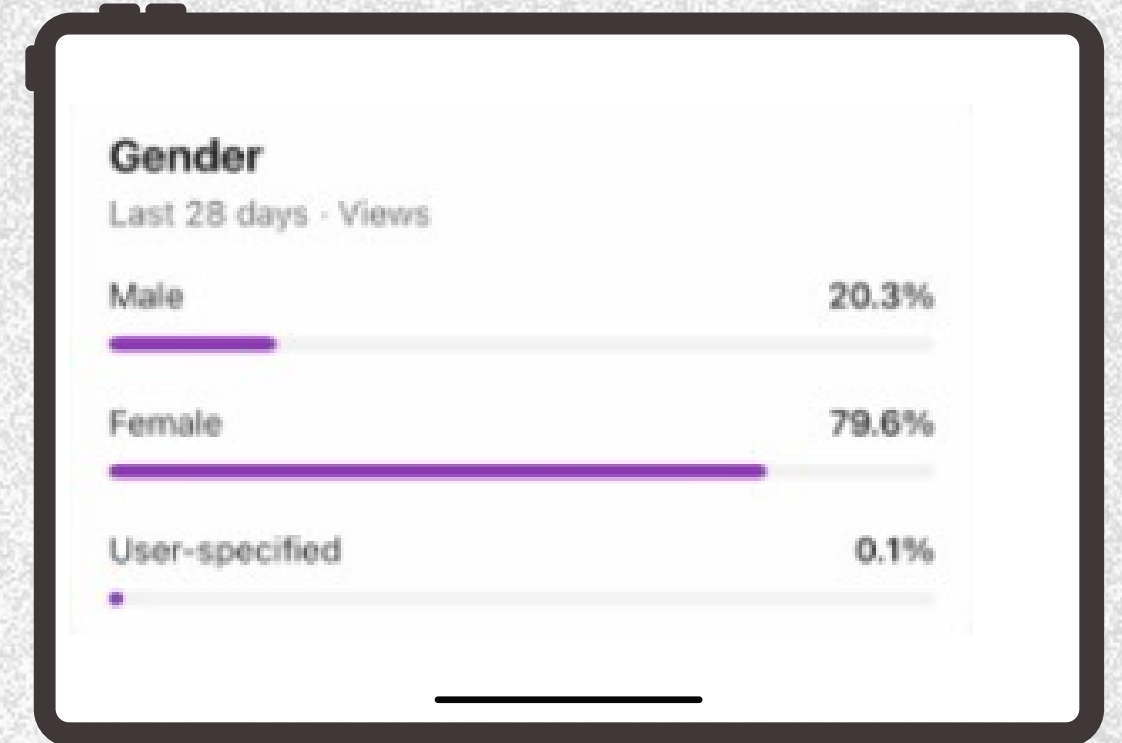 Gender
Last 28 days · Views
Male 20.3%
Female 79.6%
User-specified 0.1%